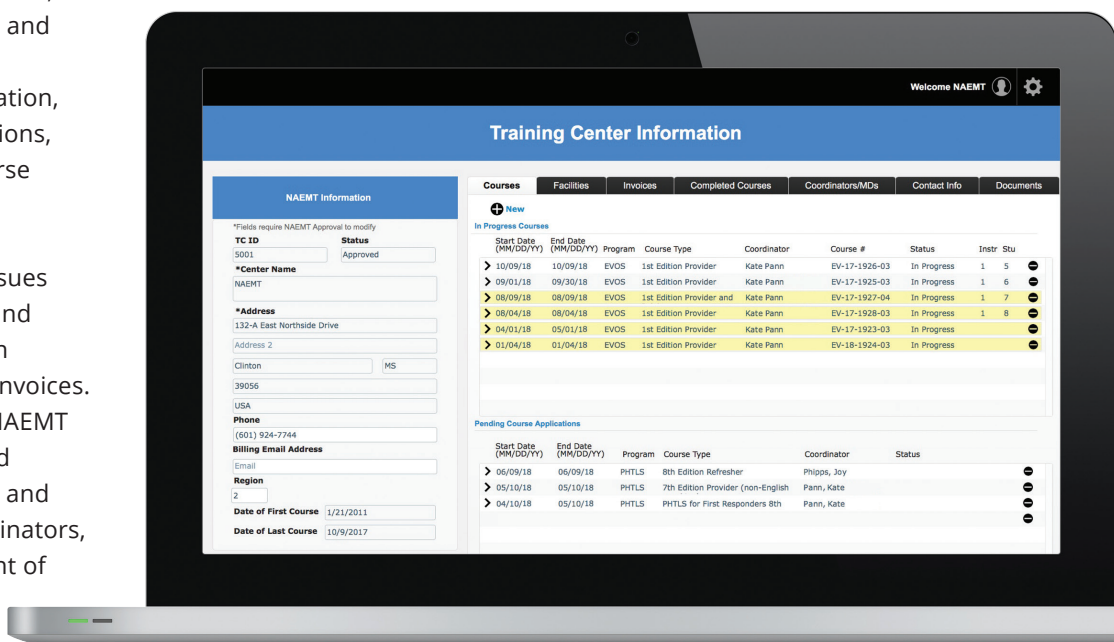 and
ation,
ions,
rse
sues
nd
n
nvoices.
NAEMT
d
and
inators,
nt of
Welcome NAEMT
Training Center Information
NAEMT Information
*Fields require NAEMT Approval to modify
TC ID Status
5001 Approved
*Center Name
NAEMT
*Address
132-A East Northside Drive
Address 2
Clinton MS
39056
USA
Phone
(601) 924-7744
Billing Email Address
Email
Region
2
Date of First Course 1/21/2011
Date of Last Course 10/9/2017
Courses Facilities Invoices Completed Courses Coordinators/MDs Contact Info Documents
New
In Progress Courses
Start Date (MM/DD/YY) End Date (MM/DD/YY) Program Course Type Coordinator Course # Status Instr Stu
10/09/18 10/09/18 EVOS 1st Edition Provider Kate Pann EV-17-1926-03 In Progress 1 5
09/01/18 09/30/18 EVOS 1st Edition Provider Kate Pann EV-17-1925-03 In Progress 1 6
08/09/18 08/09/18 EVOS 1st Edition Provider and Kate Pann EV-17-1927-04 In Progress 1 7
08/04/18 08/04/18 EVOS 1st Edition Provider Kate Pann EV-17-1928-03 In Progress 1 8
04/01/18 05/01/18 EVOS 1st Edition Provider Kate Pann EV-17-1923-03 In Progress
01/04/18 01/04/18 EVOS 1st Edition Provider Kate Pann EV-18-1924-03 In Progress
Pending Course Applications
Start Date (MM/DD/YY) End Date (MM/DD/YY) Program Course Type Coordinator Status
06/09/18 06/09/18 PHTLS 8th Edition Refresher Phipps, Joy
05/10/18 05/10/18 PHTLS 7th Edition Provider (non-English Pann, Kate
04/10/18 05/10/18 PHTLS PHTLS for First Responders 8th Pann, Kate